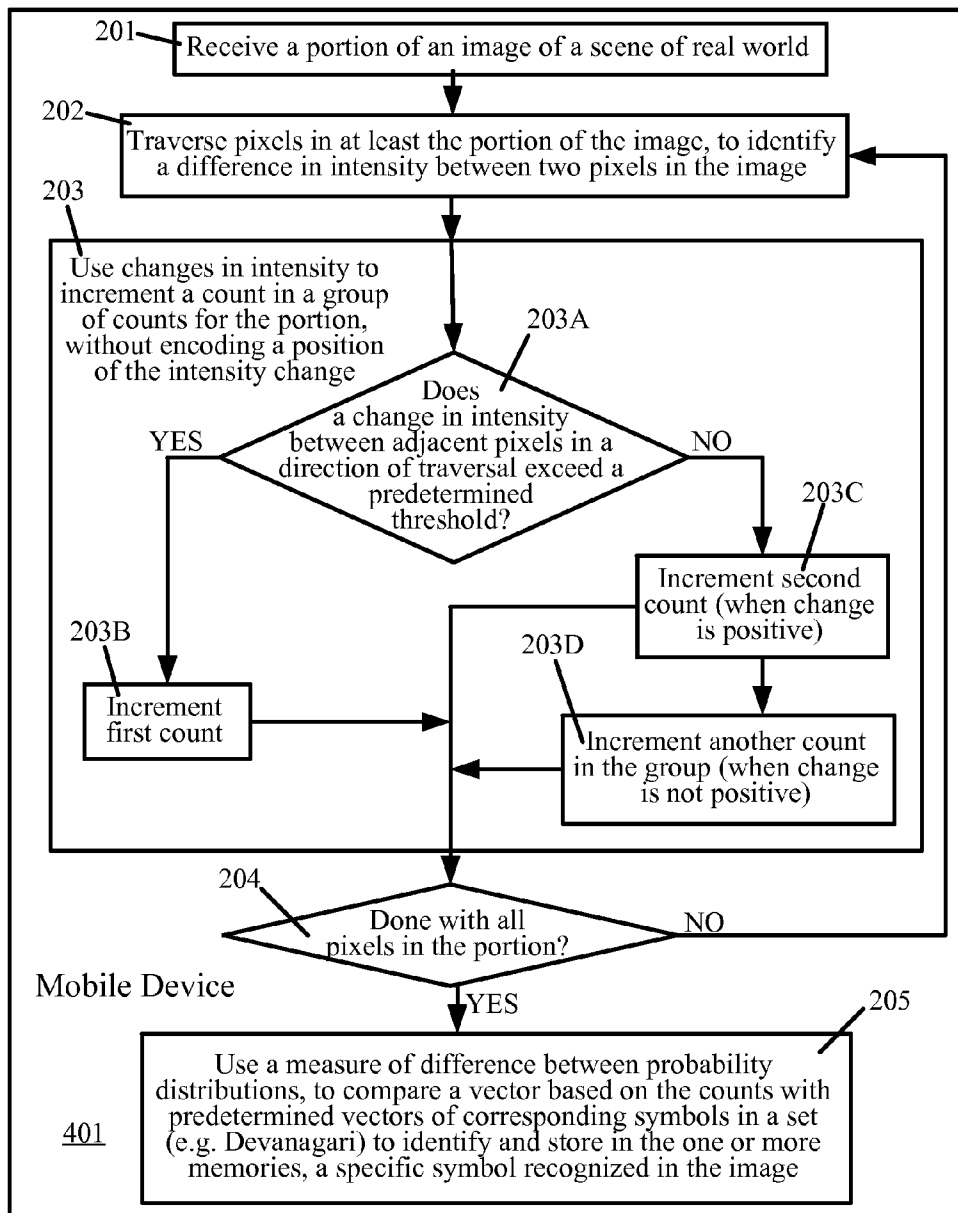 201
Receive a portion of an image of a scene of real world
202
Traverse pixels in at least the portion of the image, to identify
a difference in intensity between two pixels in the image
203
Use changes in intensity to
increment a count in a group
of counts for the portion,
without encoding a position
of the intensity change
203A
Does
a change in intensity
between adjacent pixels in a
direction of traversal exceed a
predetermined
threshold?
YES
NO
203C
Increment second
count (when change
is positive)
203B
Increment
first count
203D
Increment another count
in the group (when change
is not positive)
204
Done with all
pixels in the portion?
NO
Mobile Device
YES
205
Use a measure of difference between probability
distributions, to compare a vector based on the counts with
predetermined vectors of corresponding symbols in a set
(e.g. Devanagari) to identify and store in the one or more
memories, a specific symbol recognized in the image
401